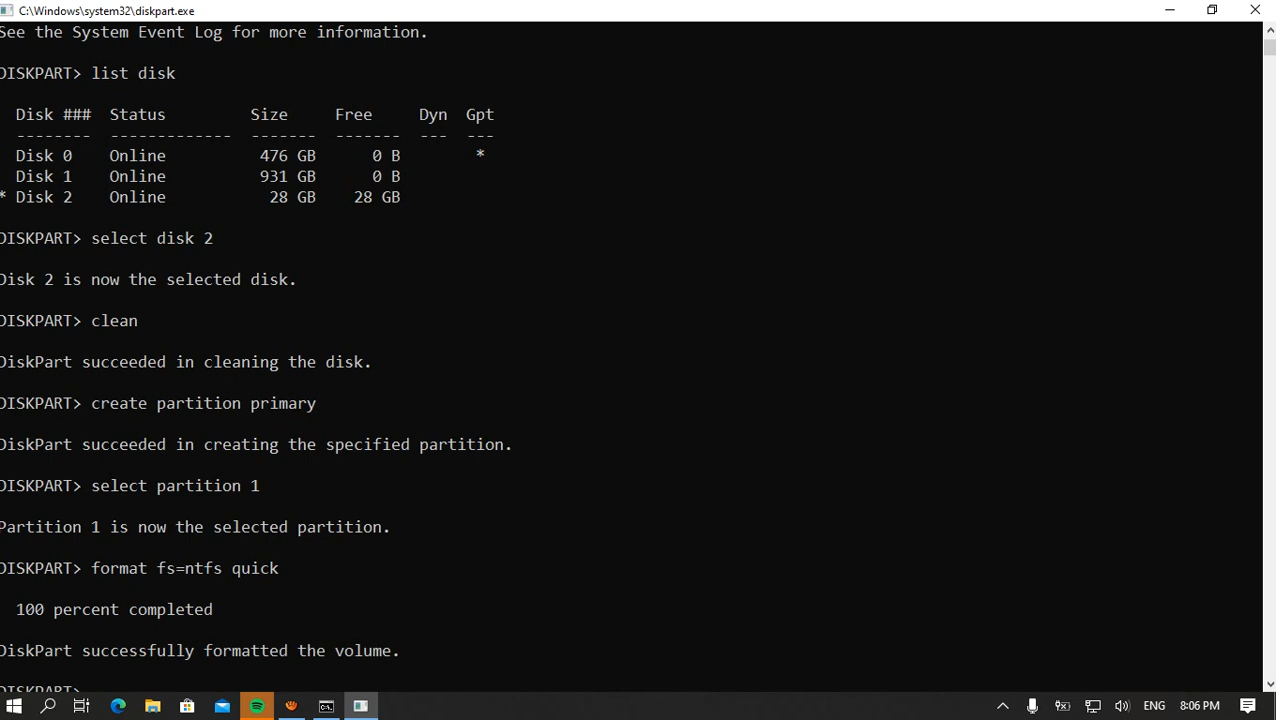 C:\Windows\system32\diskpart.exe
See the System Event Log for more information.
DISKPART> list disk
Disk ### Status Size Free Dyn Gpt
-------- ------------- ------- ------- --- ---
Disk 0 Online 476 GB 0 B *
Disk 1 Online 931 GB 0 B
* Disk 2 Online 28 GB 28 GB
DISKPART> select disk 2
Disk 2 is now the selected disk.
DISKPART> clean
DiskPart succeeded in cleaning the disk.
DISKPART> create partition primary
DiskPart succeeded in creating the specified partition.
DISKPART> select partition 1
Partition 1 is now the selected partition.
DISKPART> format fs=ntfs quick
100 percent completed
DiskPart successfully formatted the volume.
DISKPART>
ENG 8:06 PM